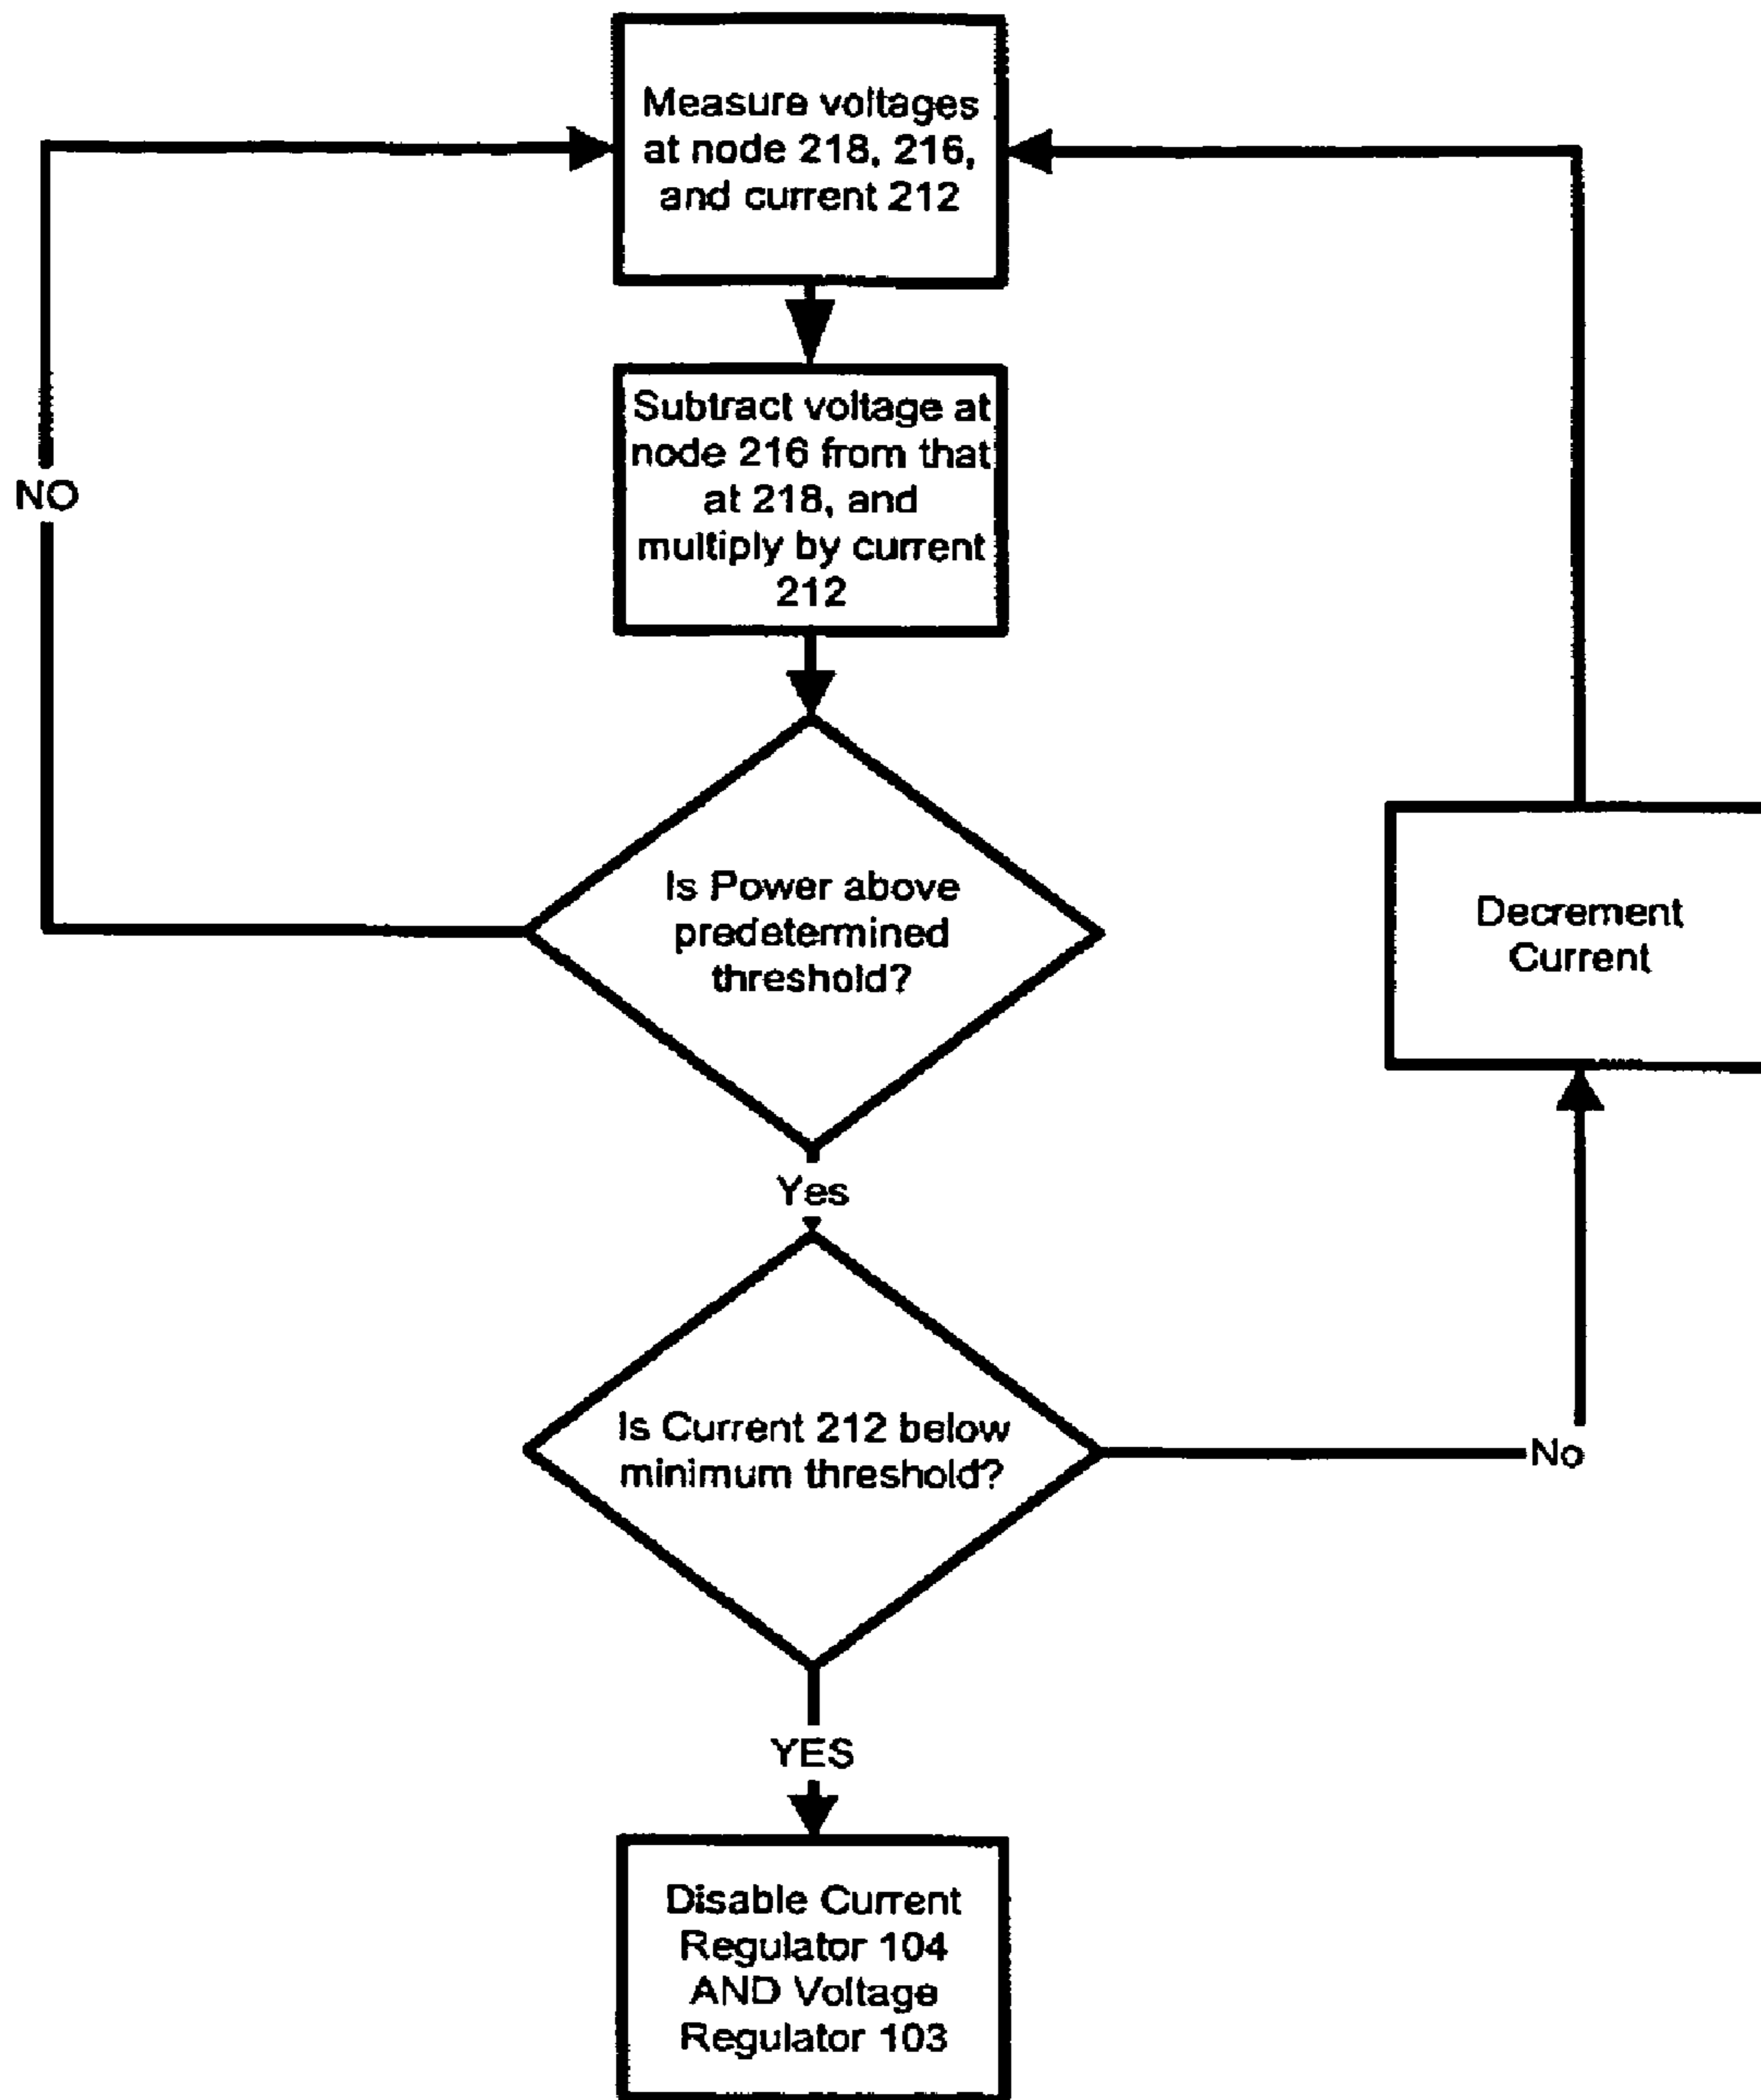 Measure voltages
at node 218, 216,
and current 212
Subtract voltage at
node 216 from that
at 218, and
multiply by current
212
NO
Is Power above
predetermined
threshold?
Decrement
Current
Yes
Is Current 212 below
minimum threshold?
No
YES
Disable Current
Regulator 104
AND Voltage
Regulator 103